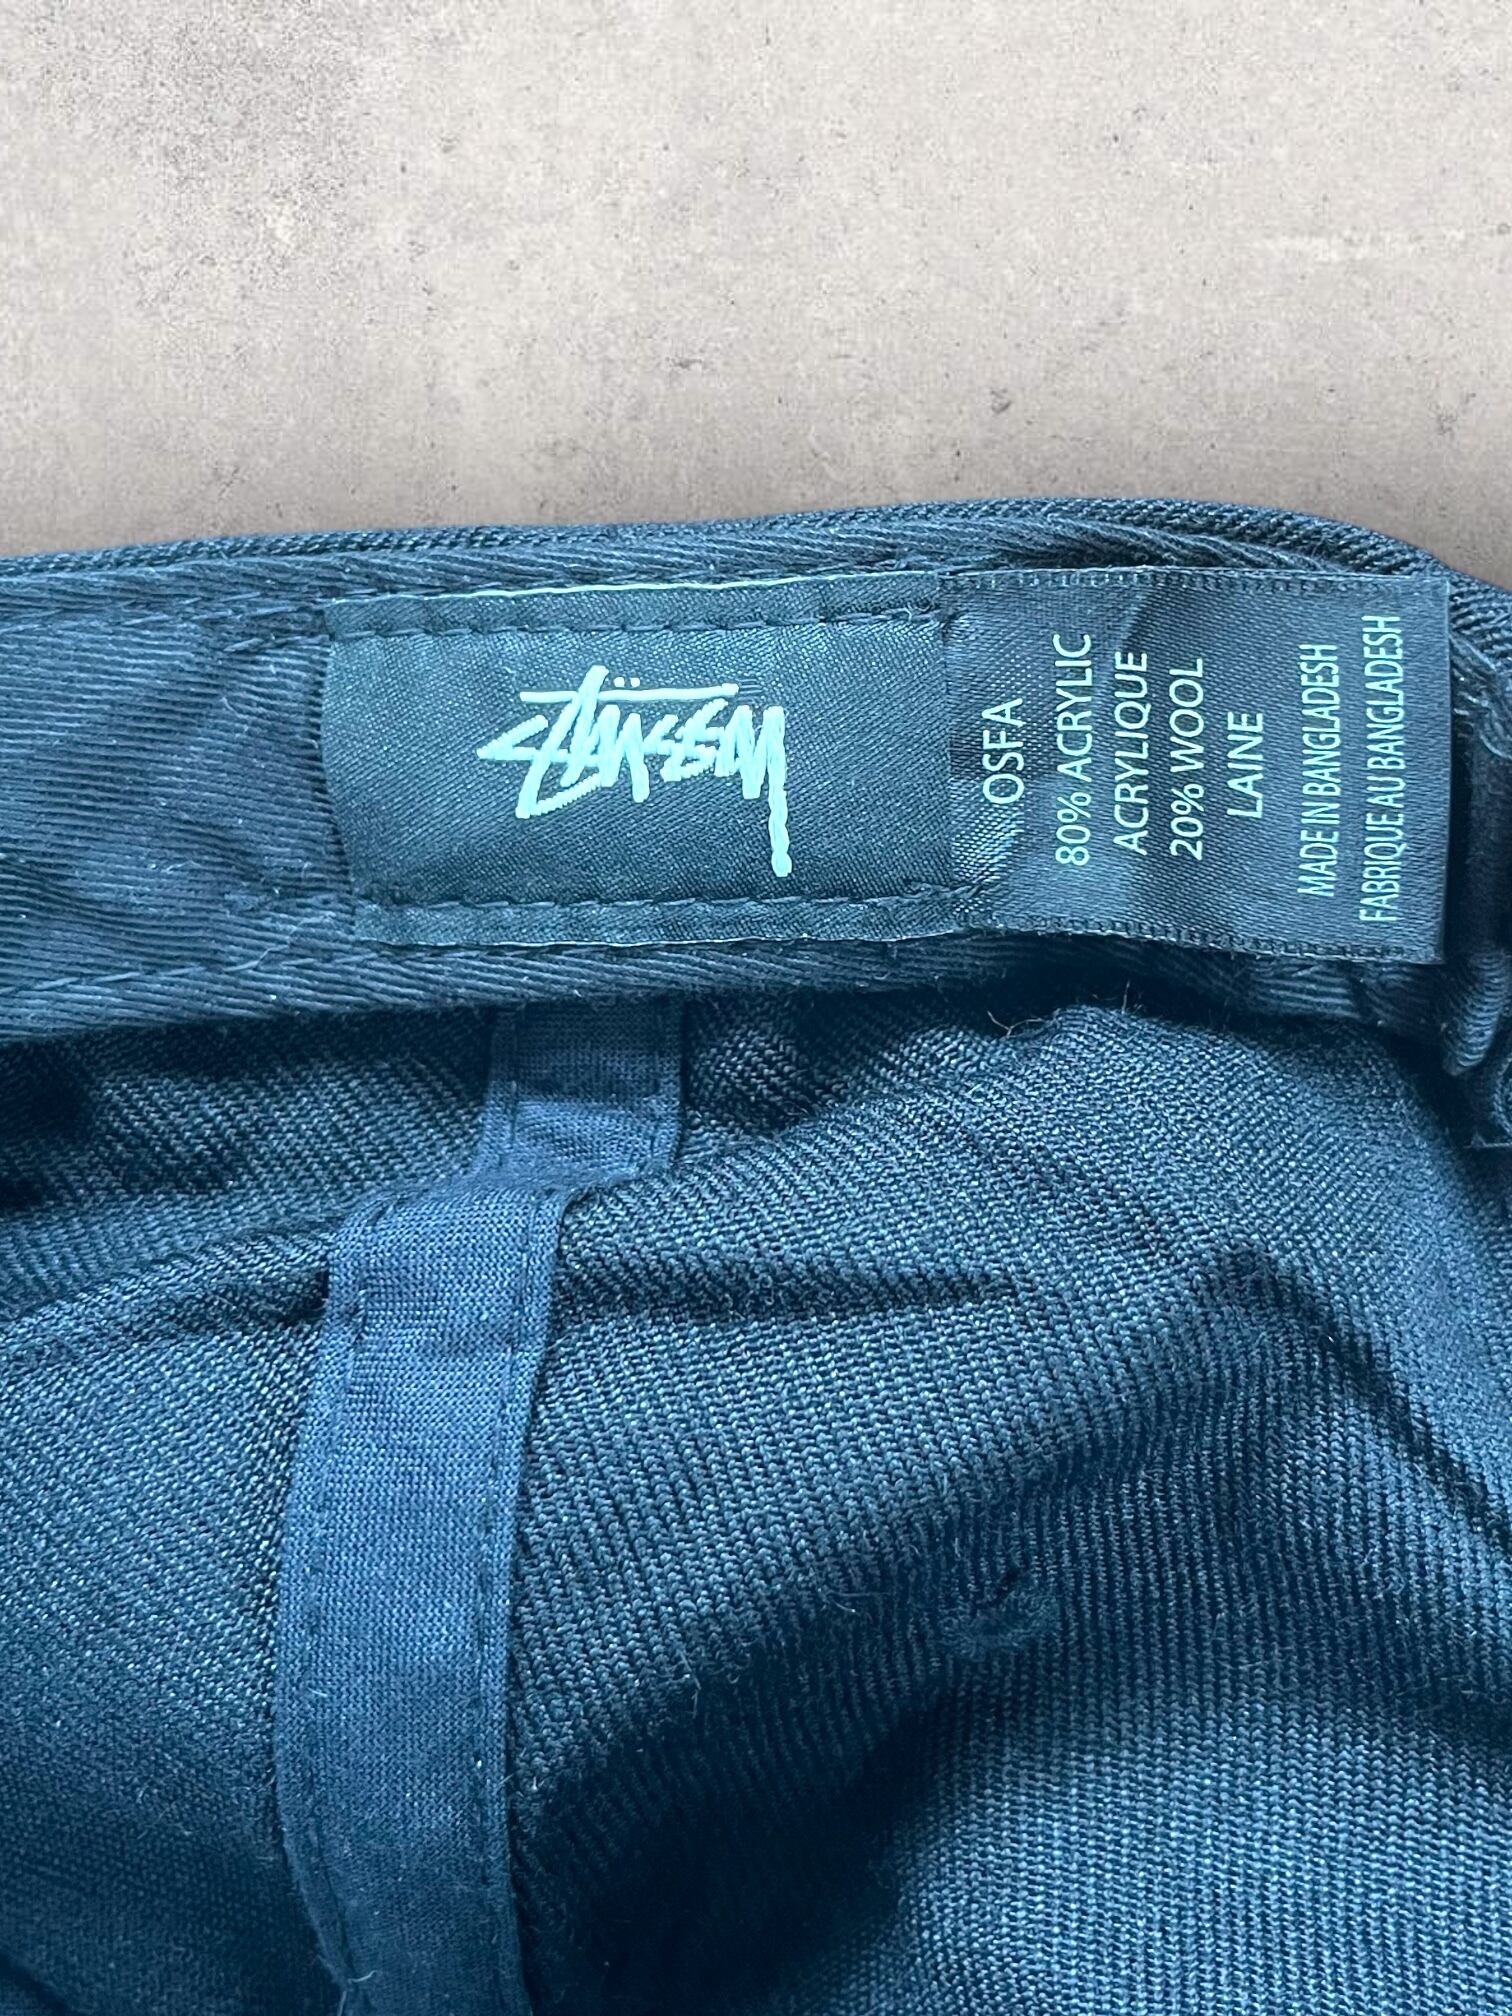 STÜSSY
OSFA
80% ACRYLIC
ACRYLIQUE
20% WOOL
LAINE
MADE IN BANGLADESH
FABRIQUE AU BANGLADESH